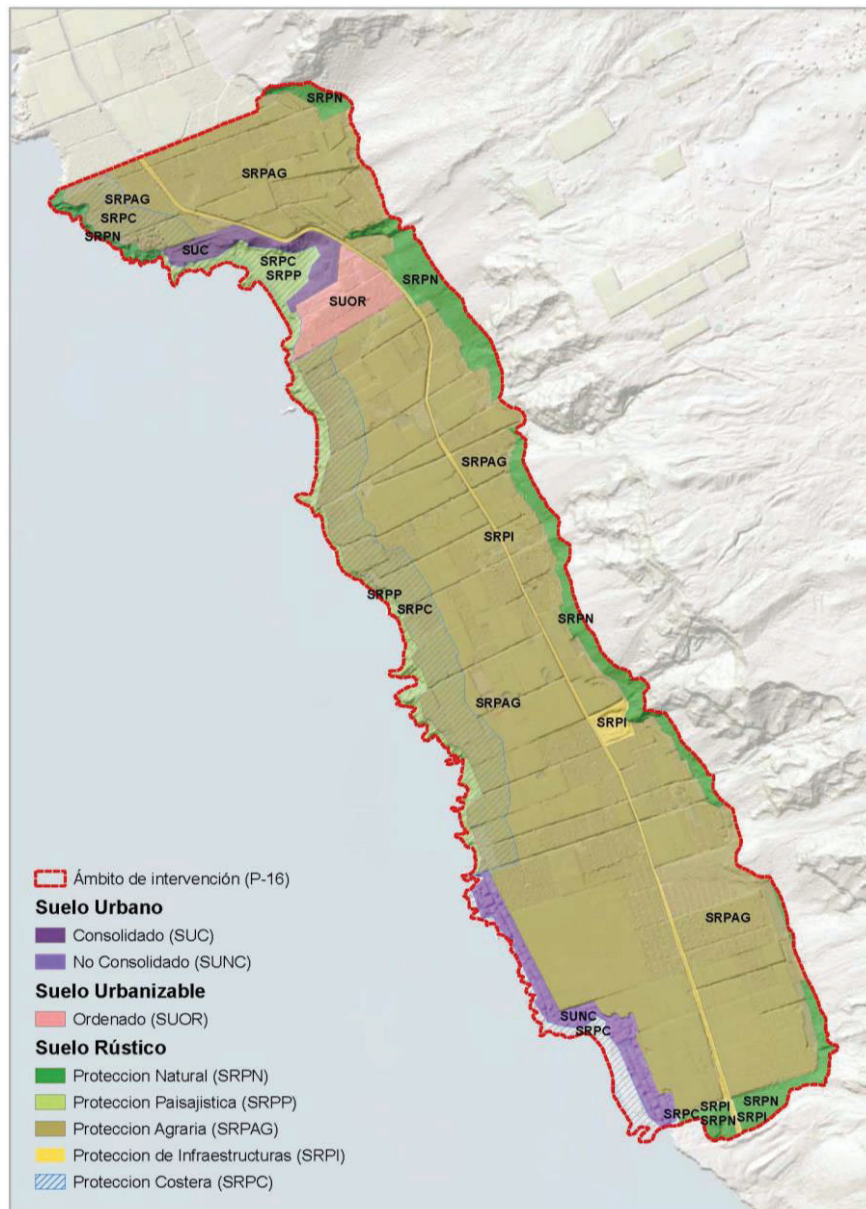 SRPN
SRPAG
SRPAG
SRPC
SRPN
SUC
SRPC
SRPP
SRPN
SUOR
SRPAG
SRPI
SRPP
SRPC
SRPN
SRPAG
SRPI
SRPAG
SUNC
SRPC
SRPC
SRPI
SRPN
SRPN
SRPI
Ámbito de intervención (P-16)
Suelo Urbano
Consolidado (SUC)
No Consolidado (SUNC)
Suelo Urbanizable
Ordenado (SUOR)
Suelo Rústico
Proteccion Natural (SRPN)
Proteccion Paisajistica (SRPP)
Proteccion Agraria (SRPAG)
Proteccion de Infraestructuras (SRPI)
Proteccion Costera (SRPC)